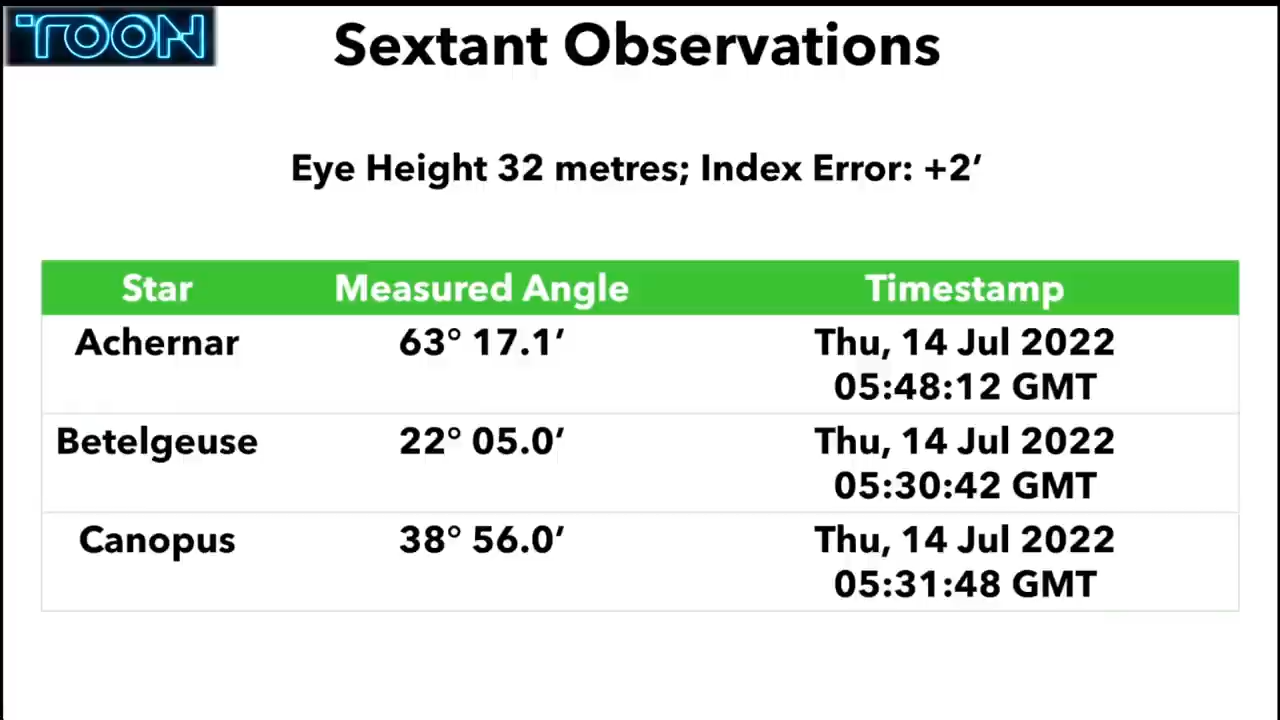 TOON
Sextant Observations
Eye Height 32 metres; Index Error: +2’
Star Measured Angle Timestamp
Achernar 63° 17.1’ Thu, 14 Jul 2022
05:48:12 GMT
Betelgeuse 22° 05.0’ Thu, 14 Jul 2022
05:30:42 GMT
Canopus 38° 56.0’ Thu, 14 Jul 2022
05:31:48 GMT